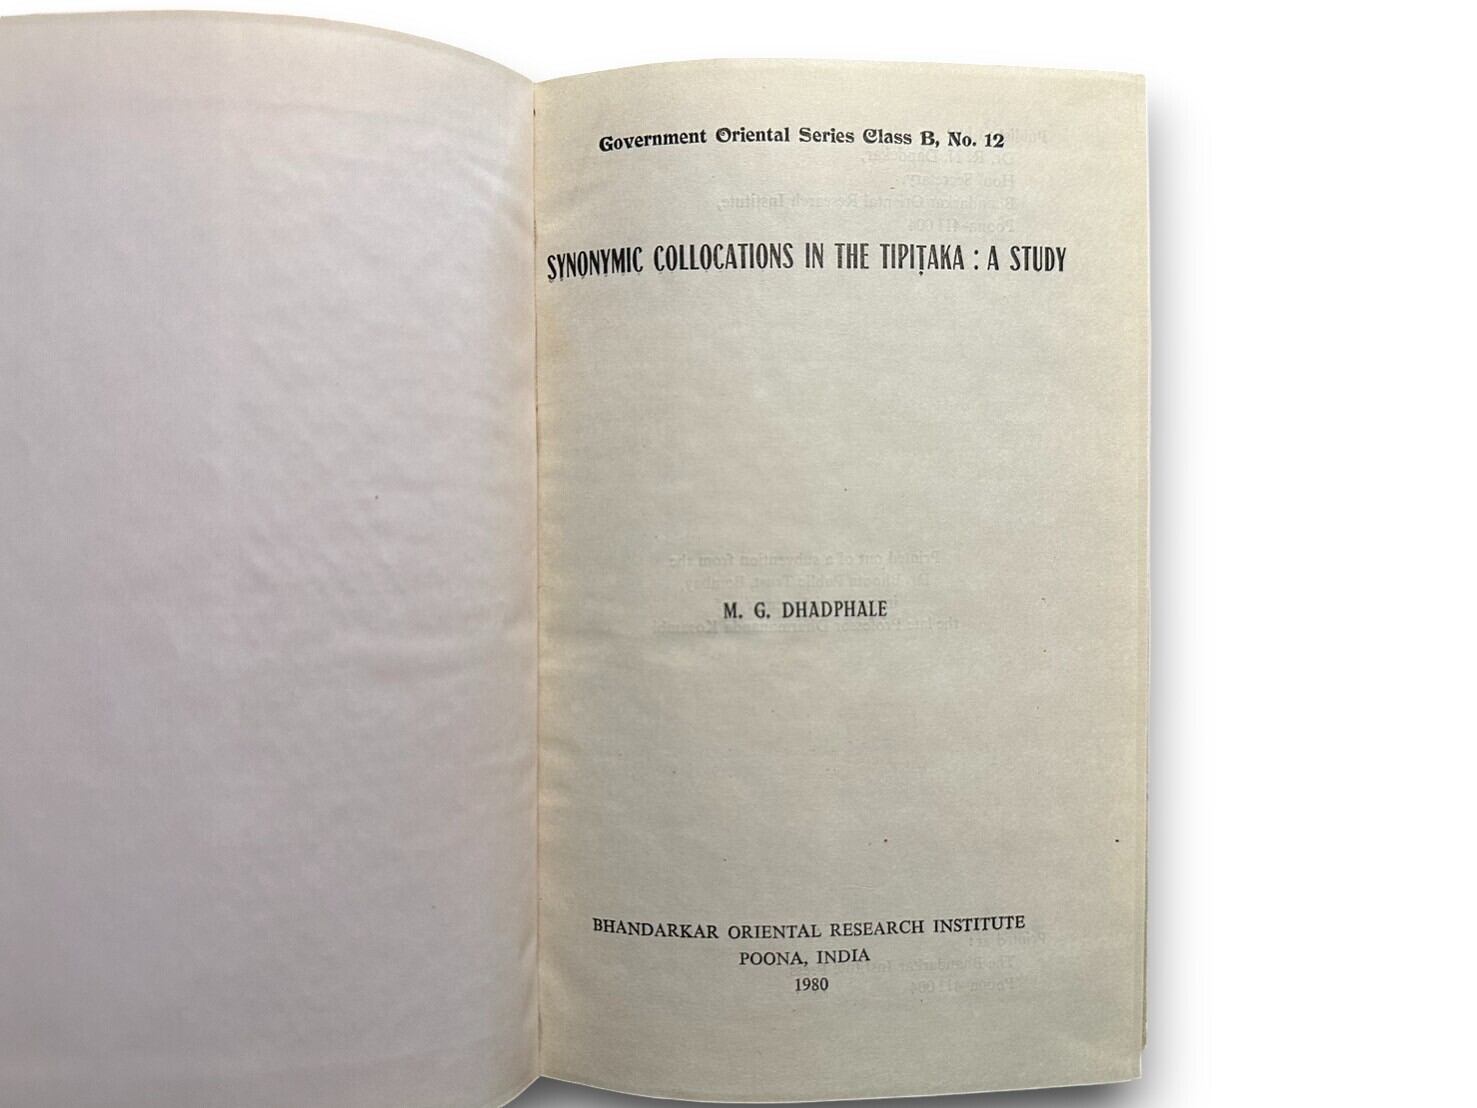 Government Oriental Series Class B, No. 12
SYNONYMIC COLLOCATIONS IN THE TIPIṬAKA : A STUDY
M. G. DHADPHALE
BHANDARKAR ORIENTAL RESEARCH INSTITUTE
POONA, INDIA
1980